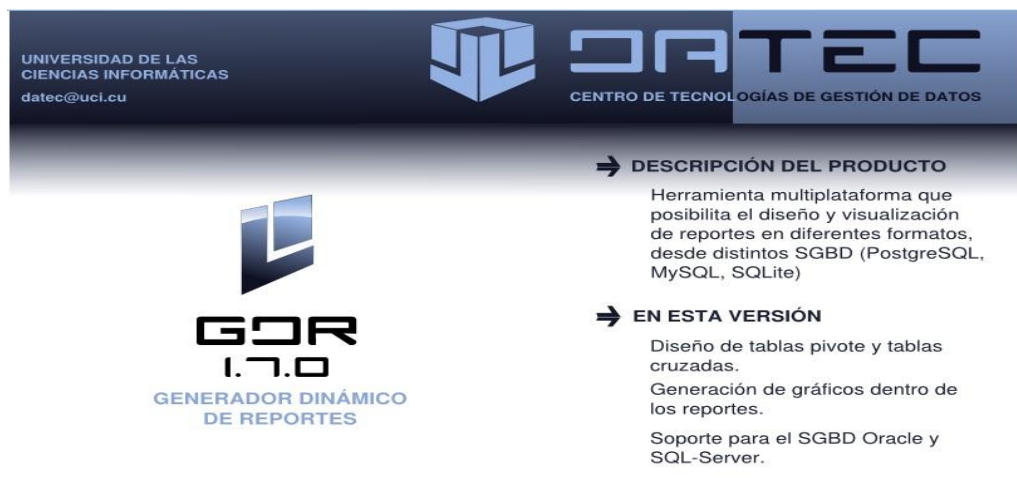 UNIVERSIDAD DE LAS
CIENCIAS INFORMÁTICAS
datec@uci.cu
DATEC
CENTRO DE TECNOLOGÍAS DE GESTIÓN DE DATOS
GDR
1.7.0
GENERADOR DINÁMICO
DE REPORTES
DESCRIPCIÓN DEL PRODUCTO
Herramienta multiplataforma que
posibilita el diseño y visualización
de reportes en diferentes formatos,
desde distintos SGBD (PostgreSQL,
MySQL, SQLite)
EN ESTA VERSIÓN
Diseño de tablas pivote y tablas
cruzadas.
Generación de gráficos dentro de
los reportes.
Soporte para el SGBD Oracle y
SQL-Server.